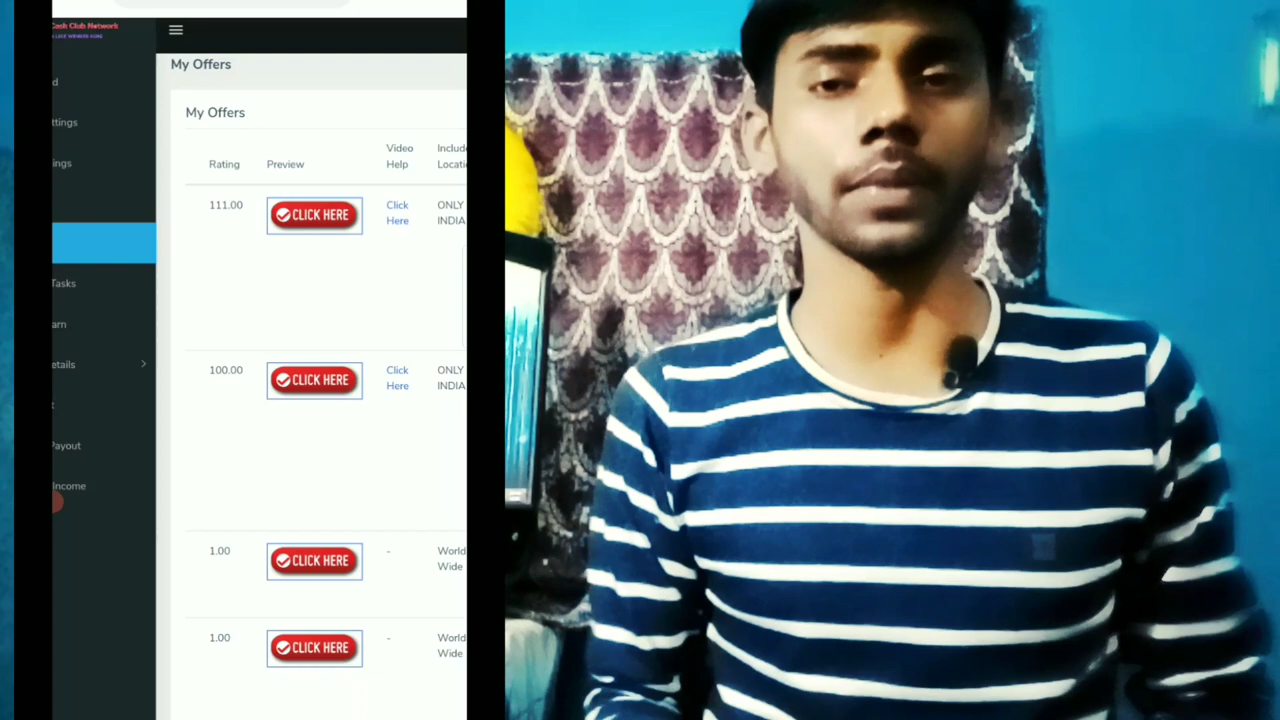 Cash Club Network
My Offers
d
ttings
ings
Tasks
arn
etails
t
Payout
Income
My Offers
Rating Preview Video Help Includ Locati
111.00 CLICK HERE Click Here ONLY INDIA
100.00 CLICK HERE Click Here ONLY INDIA
1.00 CLICK HERE - World Wide
1.00 CLICK HERE - World Wide